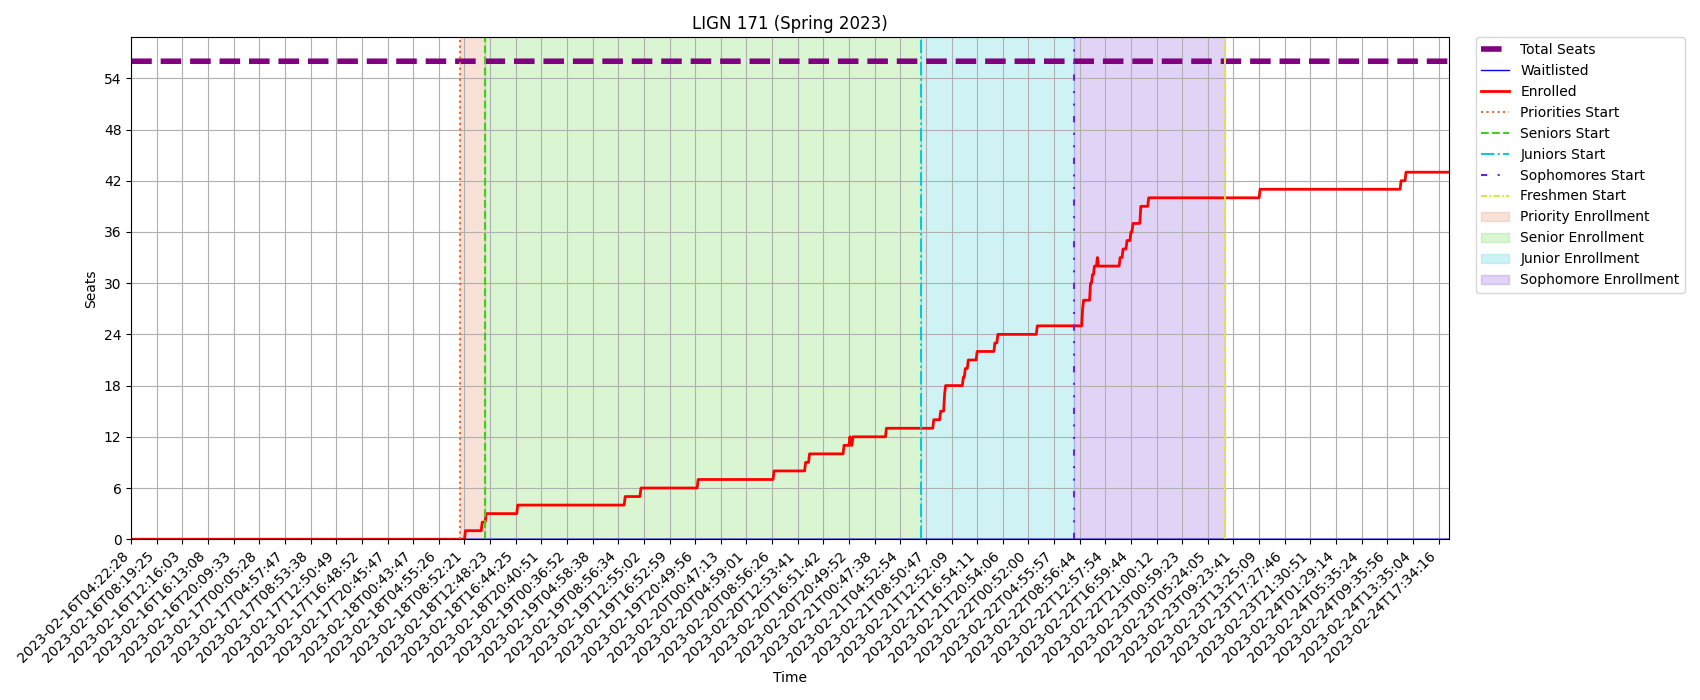 LIGN 171 (Spring 2023)
Total Seats
Waitlisted
Enrolled
Priorities Start
Seniors Start
Juniors Start
Sophomores Start
Freshmen Start
Priority Enrollment
Senior Enrollment
Junior Enrollment
Sophomore Enrollment
Seats
54
48
42
36
30
24
18
12
6
0
2023-02-16T04:22:28
2023-02-16T08:19:25
2023-02-16T12:16:03
2023-02-16T16:13:08
2023-02-16T20:09:33
2023-02-17T00:05:28
2023-02-17T04:57:47
2023-02-17T08:53:38
2023-02-17T12:50:49
2023-02-17T16:48:52
2023-02-17T20:45:47
2023-02-18T00:43:47
2023-02-18T04:55:26
2023-02-18T08:52:21
2023-02-18T12:48:23
2023-02-18T16:44:25
2023-02-18T20:40:51
2023-02-19T00:36:52
2023-02-19T04:58:38
2023-02-19T08:56:34
2023-02-19T12:55:02
2023-02-19T16:52:59
2023-02-19T20:49:56
2023-02-20T00:47:13
2023-02-20T04:59:01
2023-02-20T08:56:26
2023-02-20T12:53:41
2023-02-20T16:51:42
2023-02-20T20:49:52
2023-02-21T00:47:38
2023-02-21T04:52:54
2023-02-21T08:50:47
2023-02-21T12:52:09
2023-02-21T16:54:11
2023-02-21T20:54:06
2023-02-22T00:52:00
2023-02-22T04:55:57
2023-02-22T08:56:44
2023-02-22T12:57:54
2023-02-22T16:59:44
2023-02-22T21:00:12
2023-02-23T00:59:23
2023-02-23T05:24:05
2023-02-23T09:23:41
2023-02-23T13:25:09
2023-02-23T17:27:46
2023-02-23T21:30:51
2023-02-24T01:29:14
2023-02-24T05:35:24
2023-02-24T09:35:56
2023-02-24T13:35:04
2023-02-24T17:34:16
Time